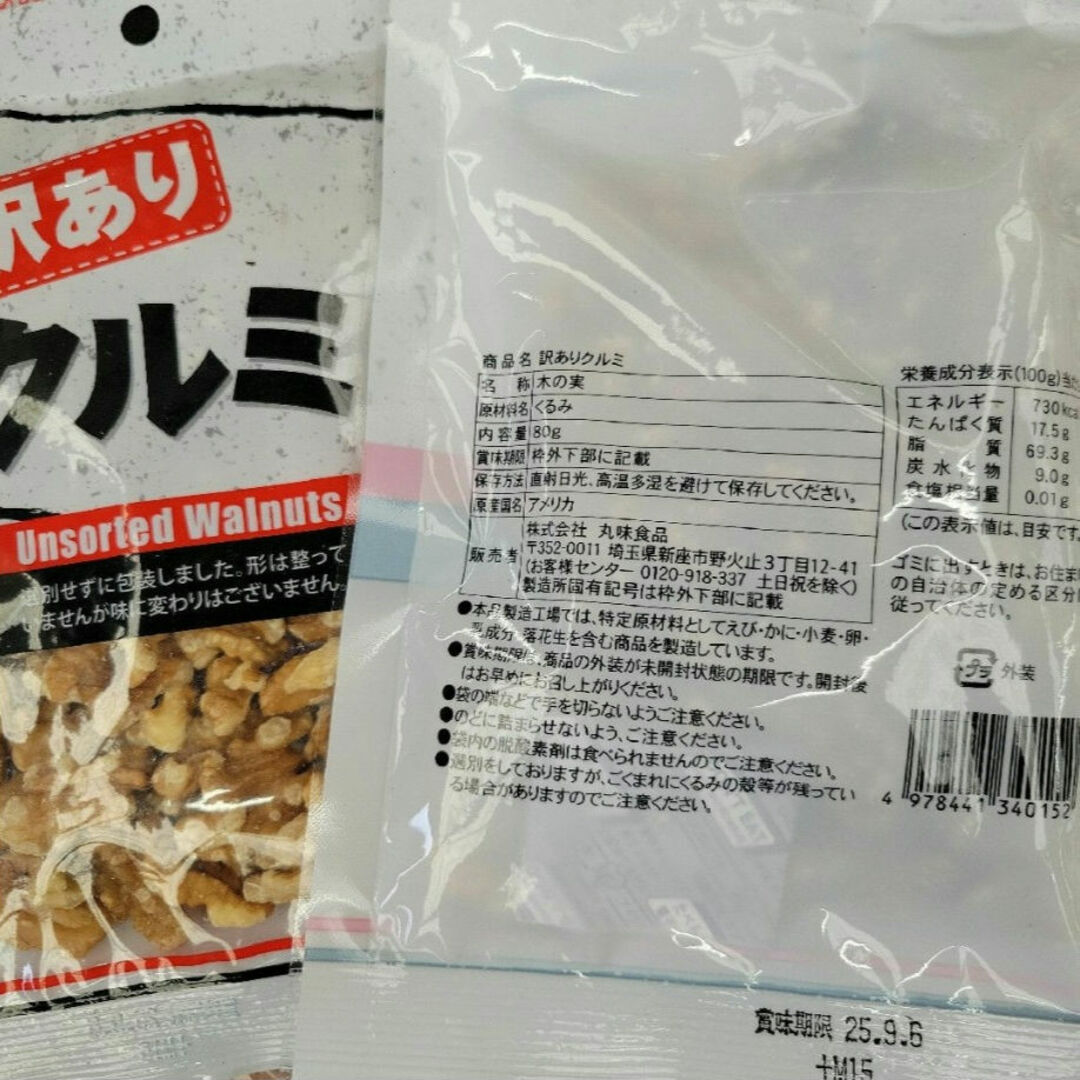 訳あり
クルミ
Unsorted Walnuts
選別せずに包装しました。形は整って
いませんが味に変わりはございません。
商品名 訳ありクルミ
名 称 木の実
原材料名 くるみ
内容量 80g
賞味期限 枠外下部に記載
保存方法 直射日光、高温多湿を避けて保存してください。
原産国名 アメリカ
販売者 株式会社 丸味食品
〒352-0011 埼玉県新座市野火止3丁目12-41
(お客様センター 0120-918-337 土日祝を除く)
製造所固有記号は枠外下部に記載
●本品製造工場では、特定原材料としてえび・かに・小麦・卵・
乳成分・落花生を含む商品を製造しています。
●賞味期限は、商品の外装が未開封状態の期限です。開封後
はお早めにお召し上がりください。
●袋の端などで手を切らないようご注意ください。
●のどに詰まらせないよう、ご注意ください。
●袋内の脱酸素剤は食べられませんのでご注意ください。
●選別をしておりますが、ごくまれにくるみの殻等が残ってい
る場合がありますのでご注意ください。
栄養成分表示(100g)当た
エネルギー 730kca
たんぱく質 17.5g
脂 質 69.3g
炭水化物 9.0g
食塩相当量 0.01g
(この表示値は、目安です。
ゴミに出すときは、お住ま
の自治体の定める区分
従ってください。
プラ 外装
4 978441 340152
賞味期限 25.9.6
+M15